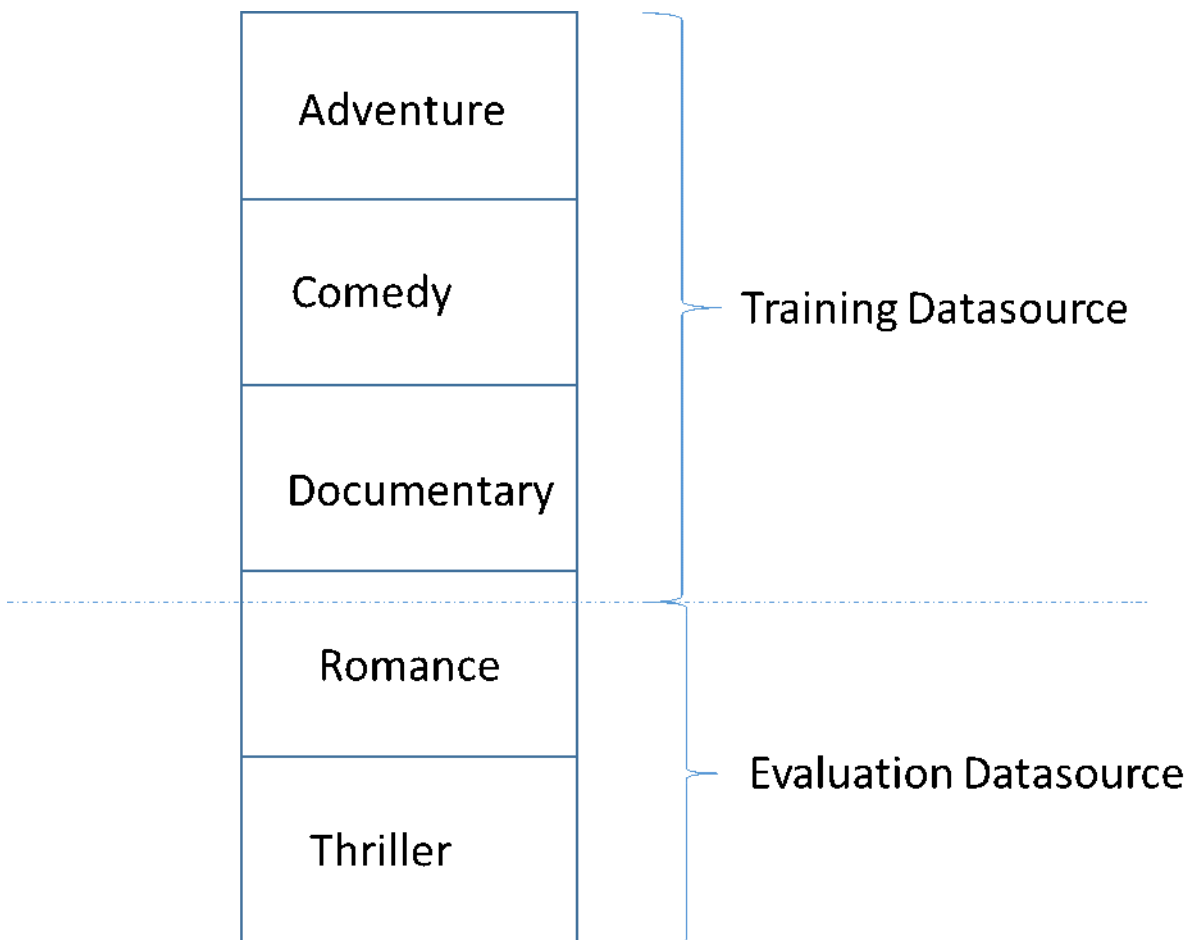 Adventure
Comedy
Training Datasource
Documentary
Romance
Evaluation Datasource
Thriller